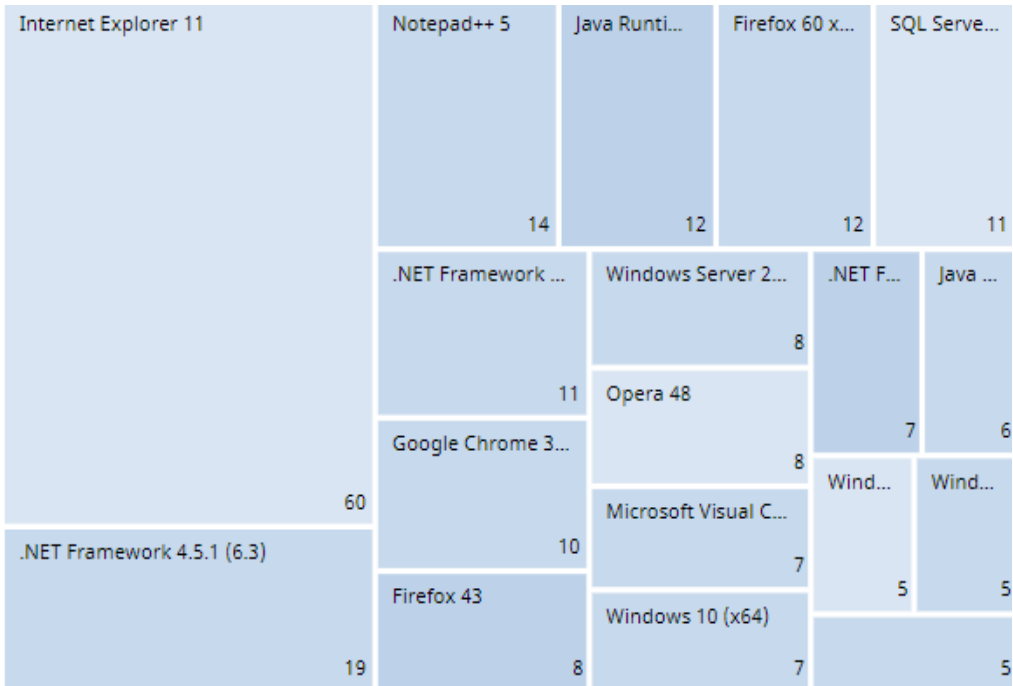 Internet Explorer 11
60
.NET Framework 4.5.1 (6.3)
19
Notepad++ 5
14
Java Runti...
12
Firefox 60 x...
12
SQL Serve...
11
.NET Framework ...
11
Google Chrome 3...
10
Firefox 43
8
Windows Server 2...
8
Opera 48
8
Microsoft Visual C...
7
Windows 10 (x64)
7
.NET F...
7
Java ...
6
Wind...
5
Wind...
5
5